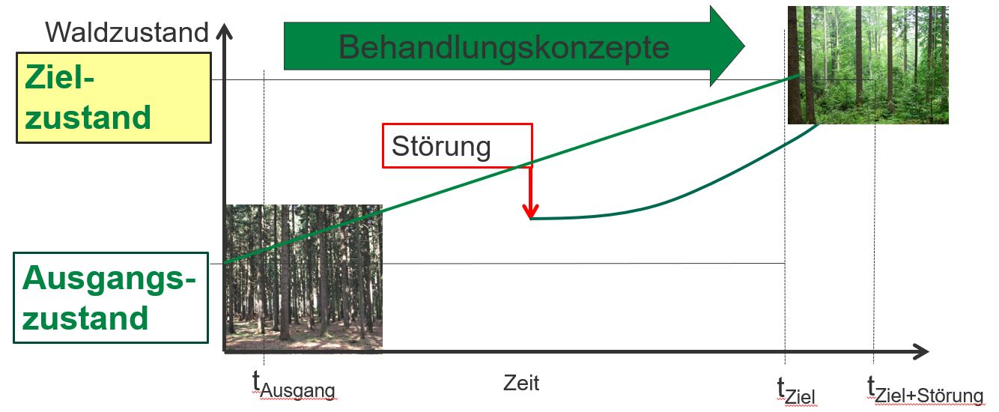 Waldzustand
Behandlungskonzepte
Ziel-
zustand
Störung
Ausgangs-
zustand
tAusgang
Zeit
tZiel
tZiel+Störung